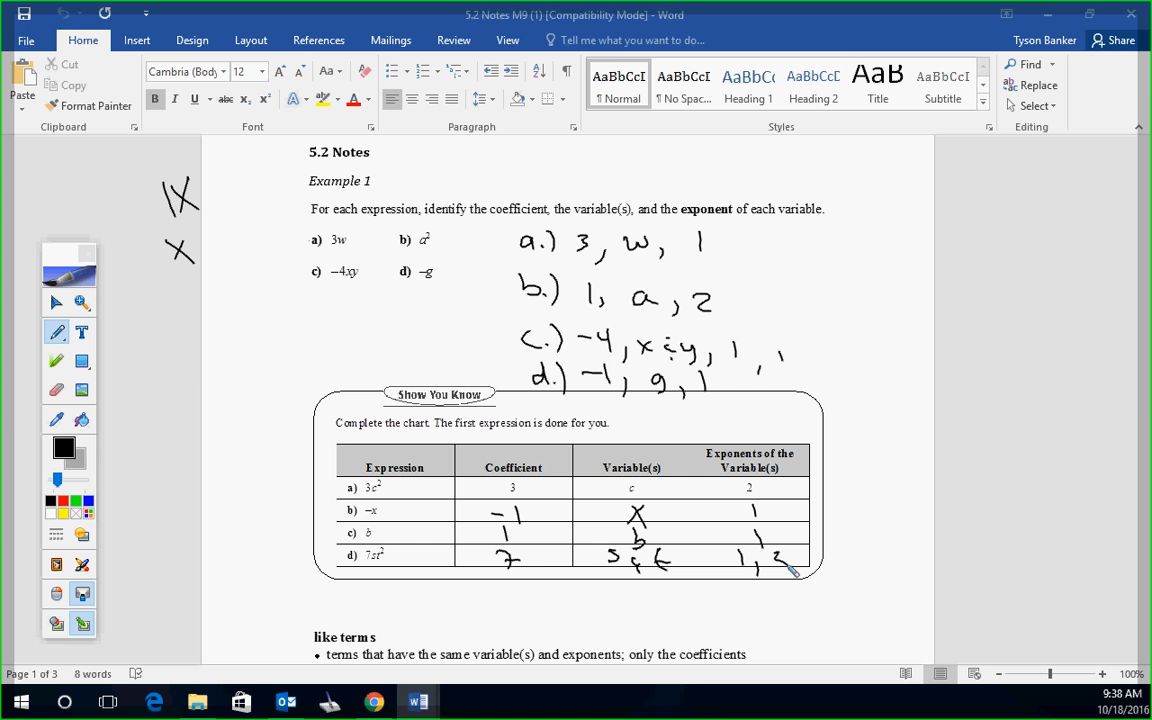 5.2 Notes M9 (1) [Compatibility Mode] - Word
File Home Insert Design Layout References Mailings Review View Tell me what you want to do... Tyson Banker Share
Paste
Cut
Copy
Format Painter
Cambria (Body) 12
AaBbCcI AaBbCcI AaBbCc AaBbCcI AaB AaBbCcI
¶ Normal ¶ No Spac... Heading 1 Heading 2 Title Subtitle
Find
Replace
Select
Clipboard Font Paragraph Styles Editing
1x
x
5.2 Notes
Example 1
For each expression, identify the coefficient, the variable(s), and the exponent of each variable.
a) 3w b) a²
c) –4xy d) –g
a.) 3, w, 1
b.) 1, a, 2
c.) -4, x & y, 1, 1
d.) -1, g, 1
Show You Know
Complete the chart. The first expression is done for you.
Expression Coefficient Variable(s) Exponents of the Variable(s)
a) 3c² 3 c 2
b) –x -1 x 1
c) b 1 b 1
d) 7st² 7 s & t 1, 2
like terms
• terms that have the same variable(s) and exponents; only the coefficients
Page 1 of 3 8 words 100%
9:38 AM
10/18/2016